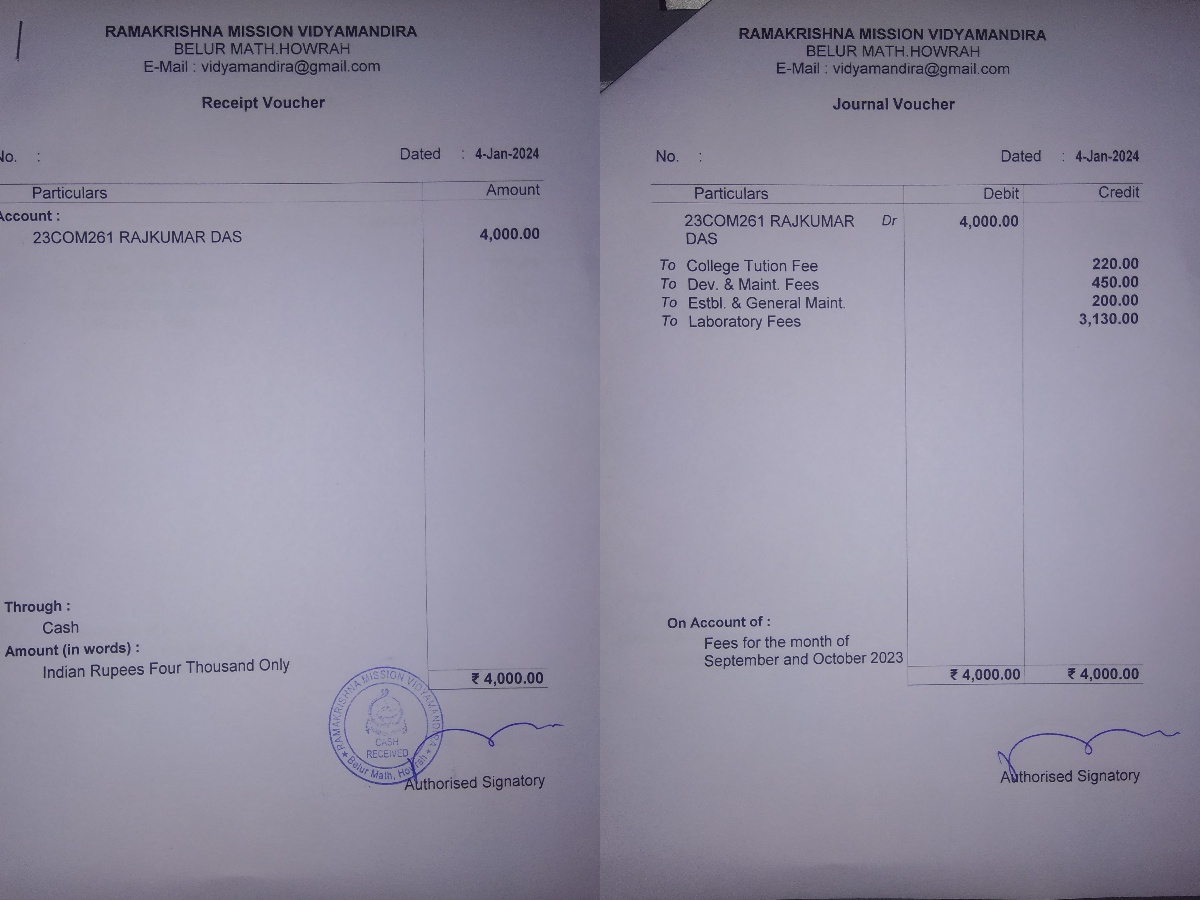 RAMAKRISHNA MISSION VIDYAMANDIRA
BELUR MATH.HOWRAH
E-Mail : vidyamandira@gmail.com
Receipt Voucher
No. : Dated : 4-Jan-2024
Particulars Amount
Account :
23COM261 RAJKUMAR DAS 4,000.00
Through :
Cash
Amount (in words) :
Indian Rupees Four Thousand Only
₹ 4,000.00
RAMAKRISHNA MISSION VIDYAMANDIRA
CASH
RECEIVED
Belur Math, Howrah
Authorised Signatory
RAMAKRISHNA MISSION VIDYAMANDIRA
BELUR MATH.HOWRAH
E-Mail : vidyamandira@gmail.com
Journal Voucher
No. : Dated : 4-Jan-2024
Particulars Debit Credit
23COM261 RAJKUMAR Dr 4,000.00
DAS
To College Tution Fee 220.00
To Dev. & Maint. Fees 450.00
To Estbl. & General Maint. 200.00
To Laboratory Fees 3,130.00
On Account of :
Fees for the month of
September and October 2023
₹ 4,000.00 ₹ 4,000.00
Authorised Signatory